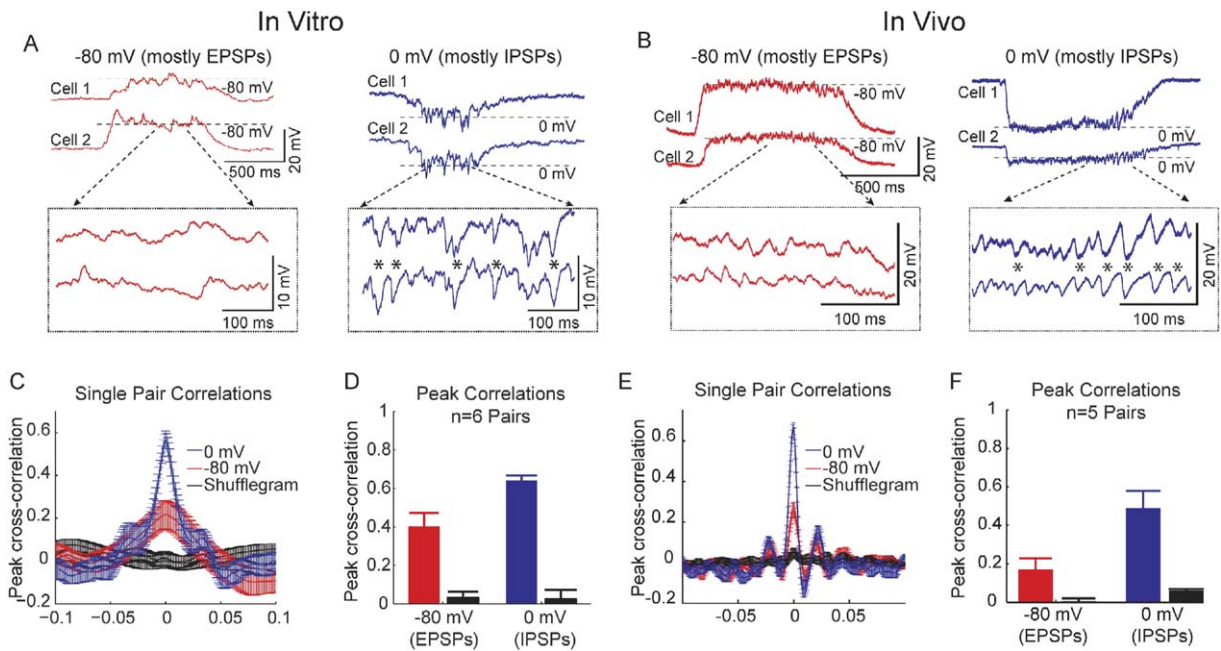 In Vitro
In Vivo
A
-80 mV (mostly EPSPs)
0 mV (mostly IPSPs)
Cell 1
-80 mV
Cell 2
-80 mV
500 ms
20 mV
Cell 1
0 mV
Cell 2
0 mV
10 mV
100 ms
* * * * *
10 mV
100 ms
B
-80 mV (mostly EPSPs)
0 mV (mostly IPSPs)
Cell 1
-80 mV
Cell 2
-80 mV
500 ms
20 mV
Cell 1
0 mV
Cell 2
0 mV
20 mV
100 ms
* * * * * *
20 mV
100 ms
C
Single Pair Correlations
Peak cross-correlation
0.6
0.4
0.2
0
−0.2
0 mV
-80 mV
Shufflegram
−0.1 −0.05 0 0.05 0.1
D
Peak Correlations
n=6 Pairs
Peak cross-correlation
1
0.8
0.6
0.4
0.2
0
-80 mV 0 mV
(EPSPs) (IPSPs)
E
Single Pair Correlations
Peak cross-correlation
0.6
0.4
0.2
0
−0.2
0 mV
-80 mV
Shufflegram
−0.05 0 0.05
F
Peak Correlations
n=5 Pairs
Peak cross-correlation
1
0.8
0.6
0.4
0.2
0
-80 mV 0 mV
(EPSPs) (IPSPs)